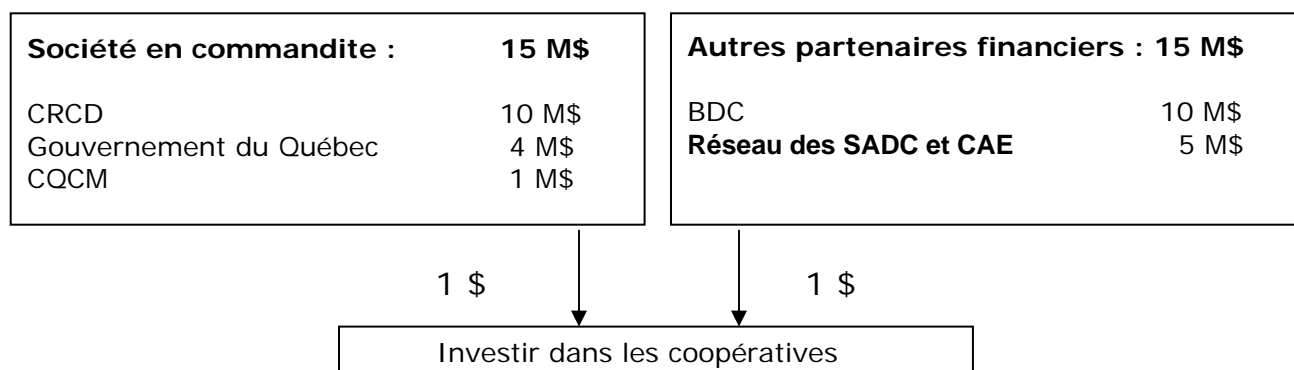 Société en commandite : 15 M$
CRCD 10 M$
Gouvernement du Québec 4 M$
CQCM 1 M$
Autres partenaires financiers : 15 M$
BDC 10 M$
Réseau des SADC et CAE 5 M$
1 $
1 $
Investir dans les coopératives